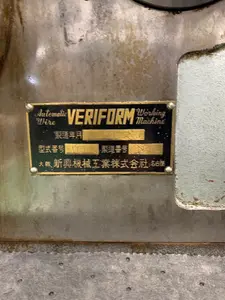 Automatic Wire VERIFORM Working Machine
製造年月
型式番号 製造番号
大阪 新興機械工業株式会社